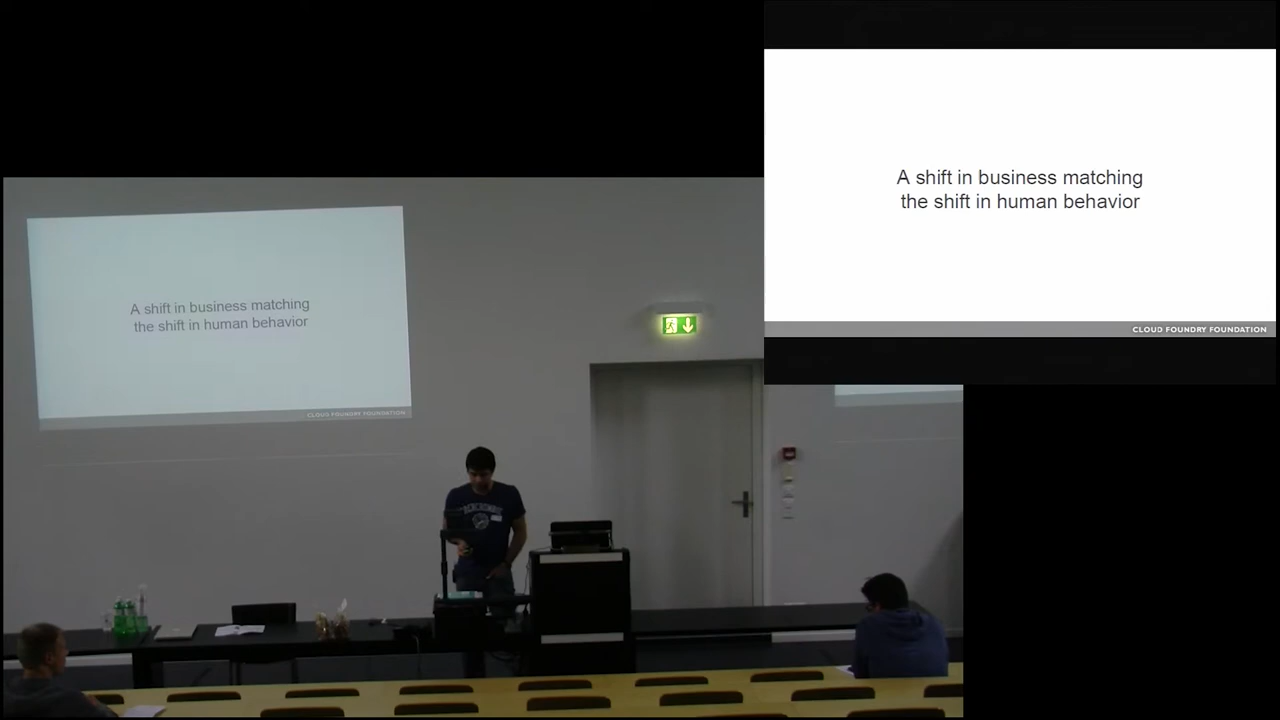 A shift in business matching
the shift in human behavior
CLOUD FOUNDRY FOUNDATION
A shift in business matching
the shift in human behavior
CLOUD FOUNDRY FOUNDATION